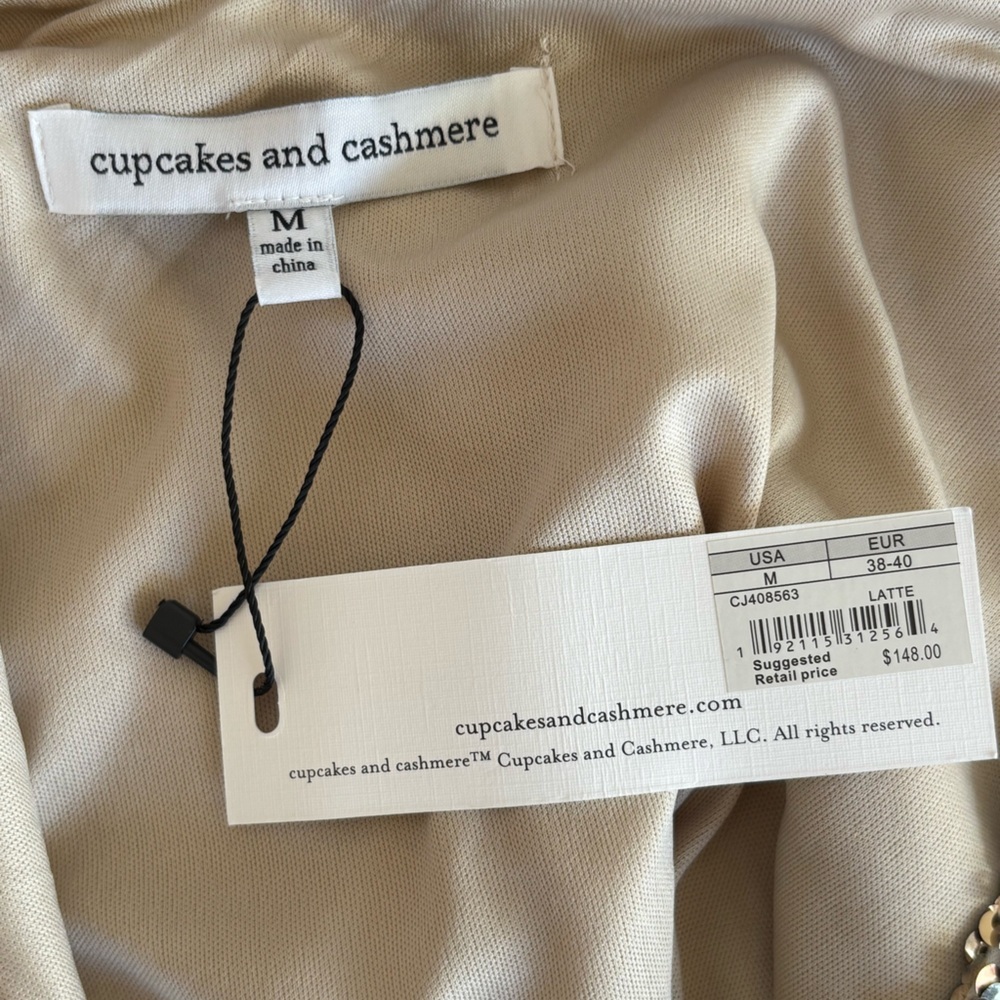 cupcakes and cashmere
M
made in
china
USA EUR
M 38-40
CJ408563 LATTE
1 92115 31256 4
Suggested
Retail price $148.00
cupcakesandcashmere.com
cupcakes and cashmere™ Cupcakes and Cashmere, LLC. All rights reserved.